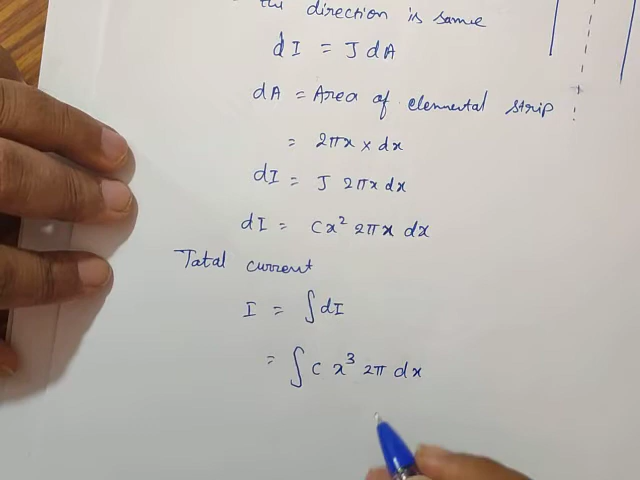 the direction is same
dI = J dA
dA = Area of elemental strip
= 2πx × dx
dI = J 2πx dx
dI = Cx² 2πx dx
Total current
I = ∫dI
= ∫ C x³ 2π dx